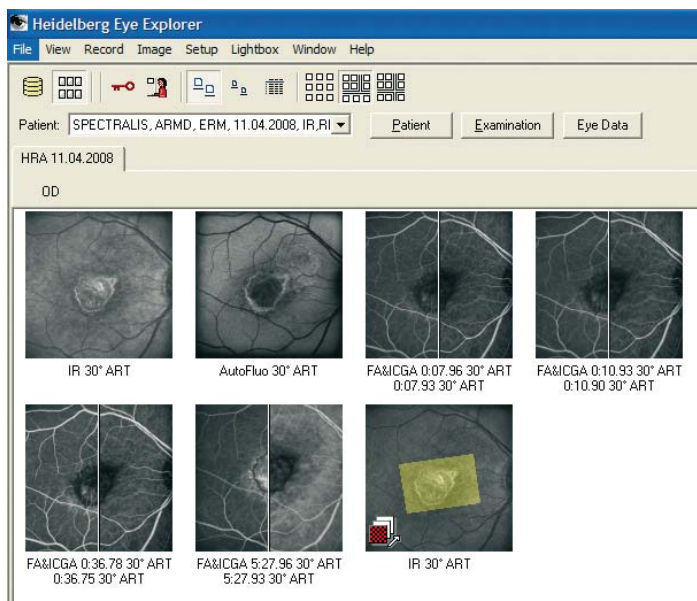 Heidelberg Eye Explorer
File View Record Image Setup Lightbox Window Help
Patient: SPECTRALIS, ARMD, ERM, 11.04.2008, IR,RI Patient Examination Eye Data
HRA 11.04.2008
OD
IR 30° ART AutoFluo 30° ART FA&ICGA 0:07.96 30° ART FA&ICGA 0:10.93 30° ART
0:07.93 30° ART 0:10.90 30° ART
FA&ICGA 0:36.78 30° ART FA&ICGA 5:27.96 30° ART IR 30° ART
0:36.75 30° ART 5:27.93 30° ART